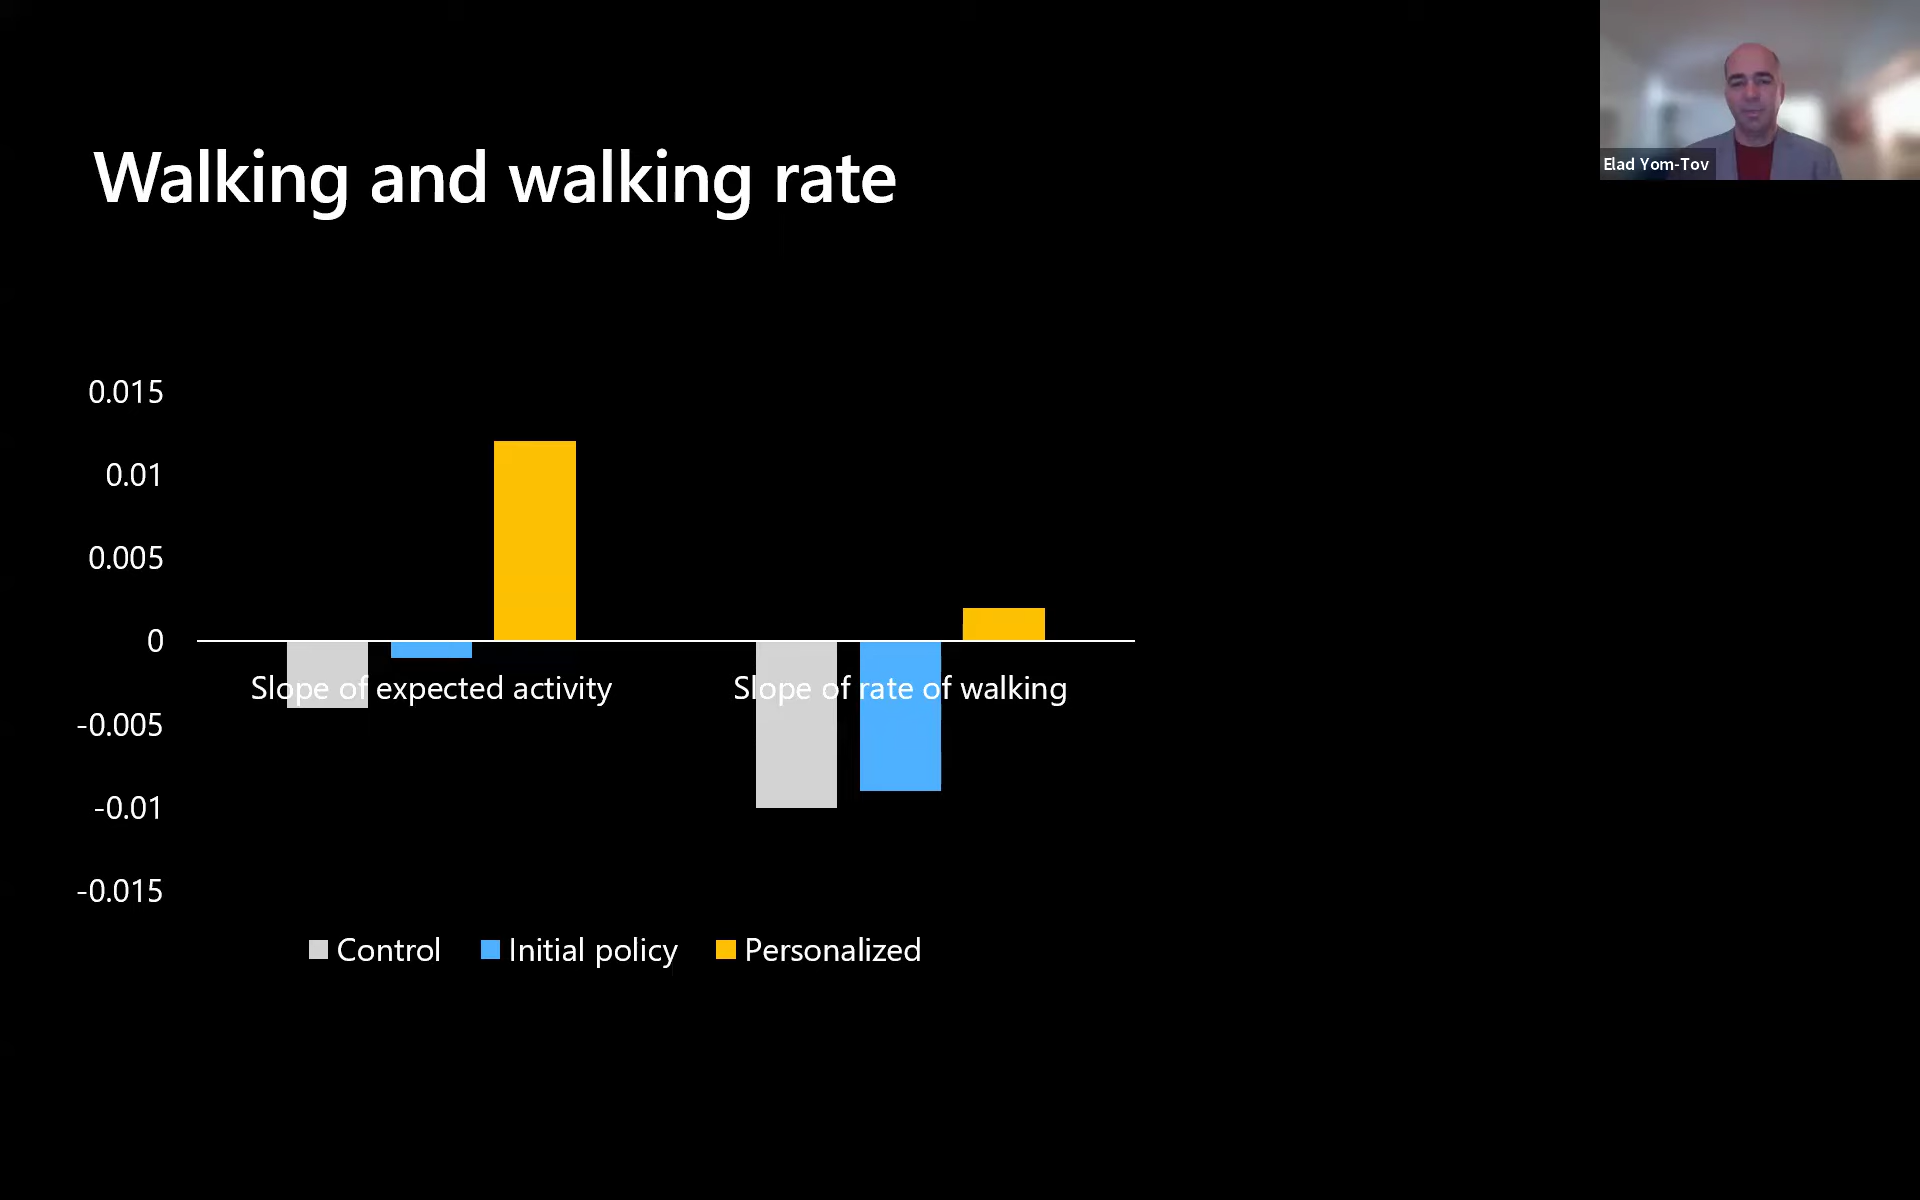 Elad Yom-Tov
Walking and walking rate
0.015
0.01
0.005
0
-0.005
-0.01
-0.015
Slope of expected activity
Slope of rate of walking
Control
Initial policy
Personalized